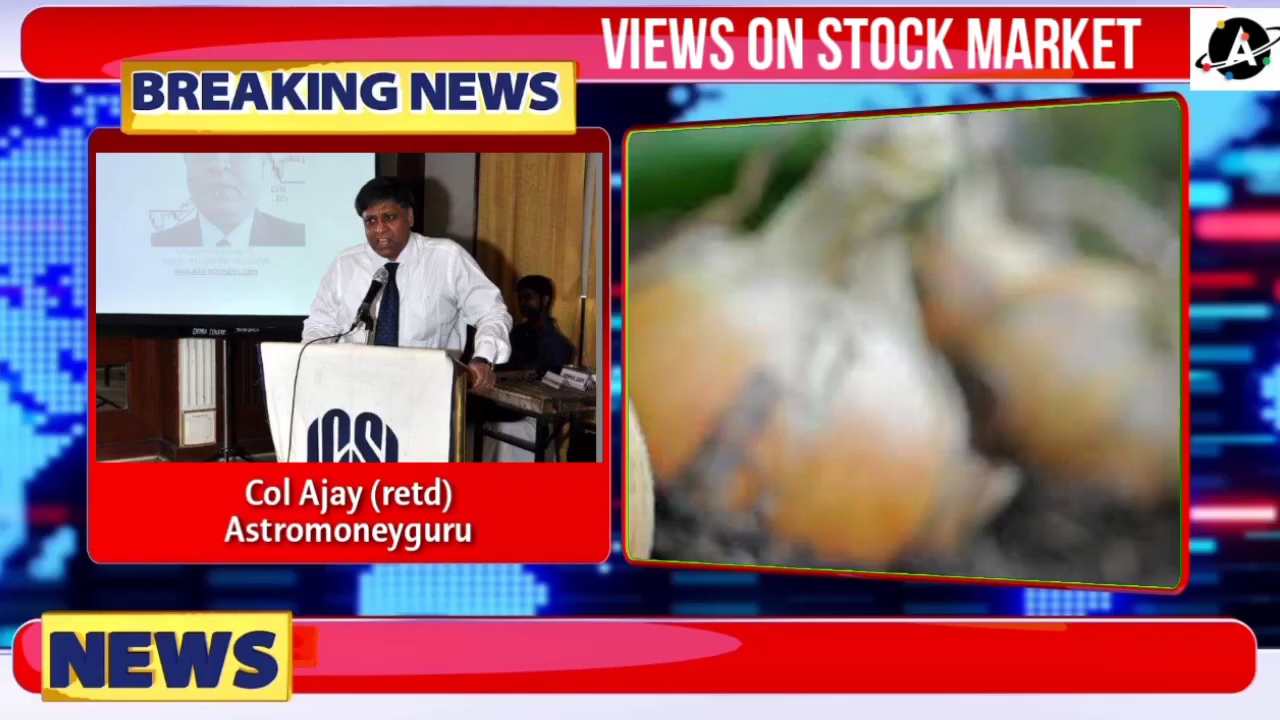 VIEWS ON STOCK MARKET
A
BREAKING NEWS
ICSI
Col Ajay (retd)
Astromoneyguru
NEWS